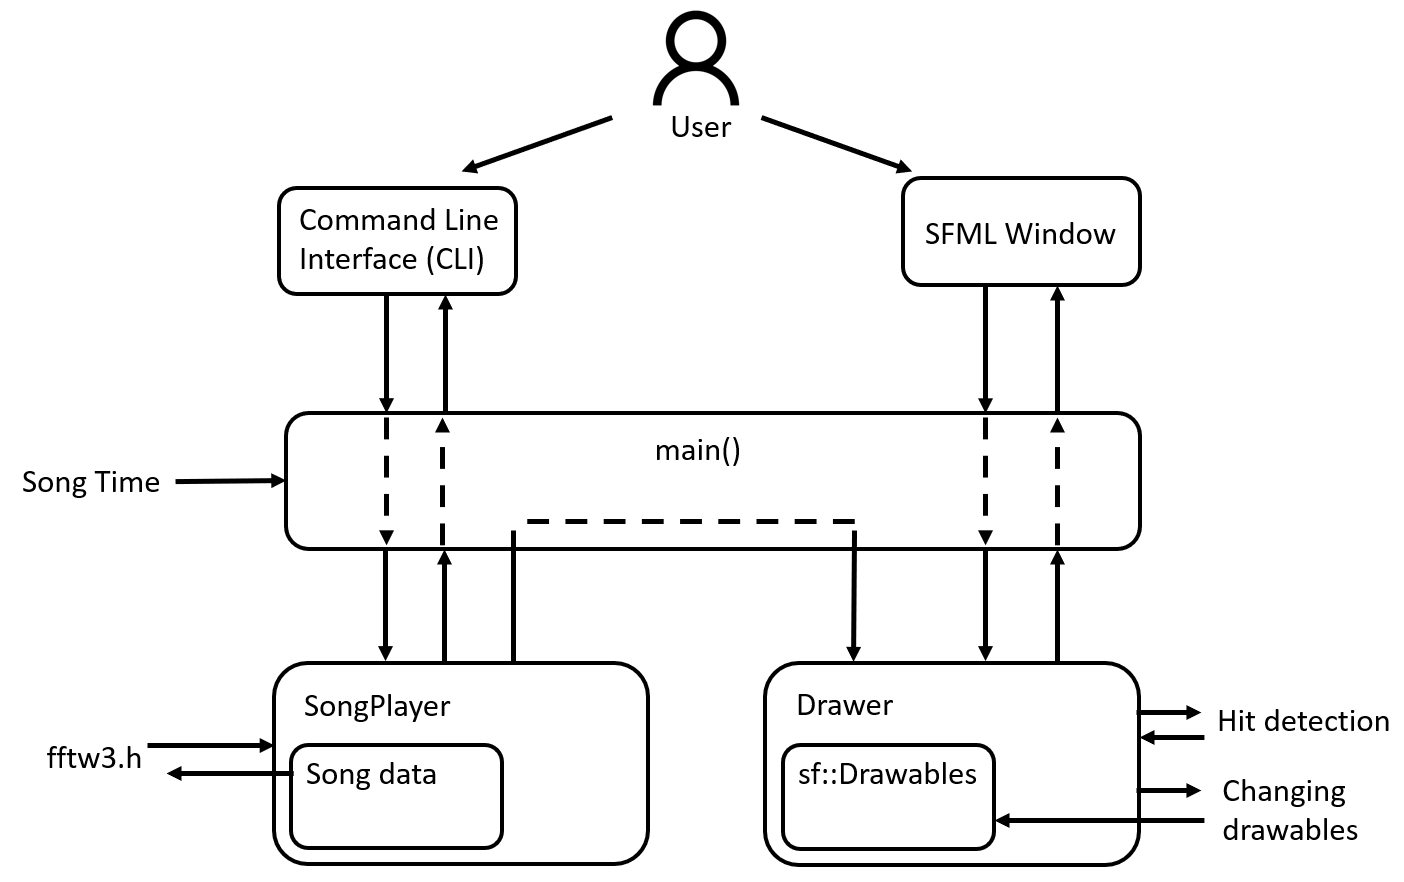 User
Command Line
Interface (CLI)
SFML Window
main()
Song Time
SongPlayer
Song data
fftw3.h
Drawer
sf::Drawables
Hit detection
Changing
drawables